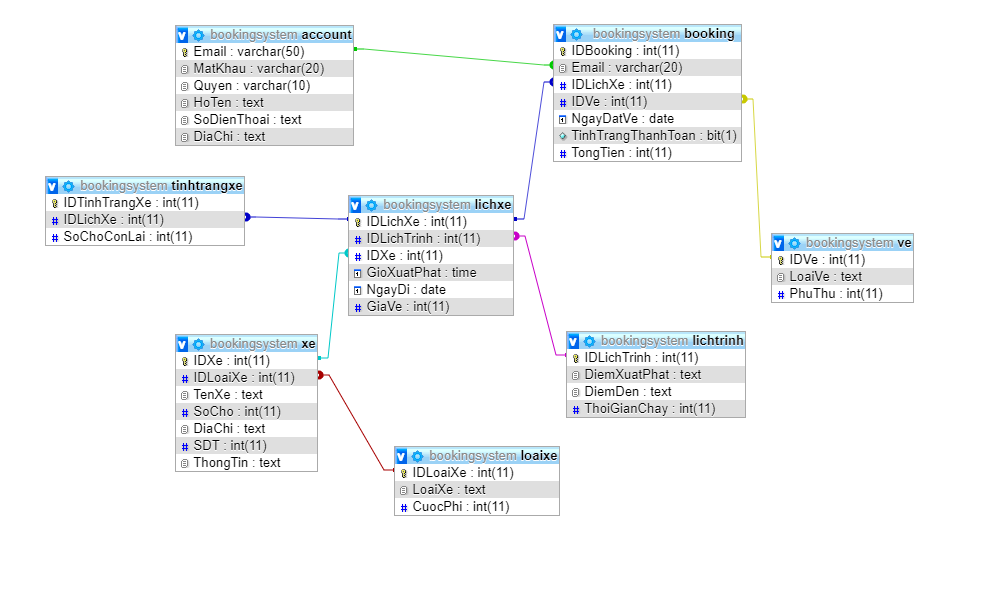 bookingsystem account
Email : varchar(50)
MatKhau : varchar(20)
Quyen : varchar(10)
HoTen : text
SoDienThoai : text
DiaChi : text
bookingsystem booking
IDBooking : int(11)
Email : varchar(20)
IDLichXe : int(11)
IDVe : int(11)
NgayDatVe : date
TinhTrangThanhToan : bit(1)
TongTien : int(11)
bookingsystem tinhtrangxe
IDTinhTrangXe : int(11)
IDLichXe : int(11)
SoChoConLai : int(11)
bookingsystem lichxe
IDLichXe : int(11)
IDLichTrinh : int(11)
IDXe : int(11)
GioXuatPhat : time
NgayDi : date
GiaVe : int(11)
bookingsystem ve
IDVe : int(11)
LoaiVe : text
PhuThu : int(11)
bookingsystem xe
IDXe : int(11)
IDLoaiXe : int(11)
TenXe : text
SoCho : int(11)
DiaChi : text
SDT : int(11)
ThongTin : text
bookingsystem lichtrinh
IDLichTrinh : int(11)
DiemXuatPhat : text
DiemDen : text
ThoiGianChay : int(11)
bookingsystem loaixe
IDLoaiXe : int(11)
LoaiXe : text
CuocPhi : int(11)